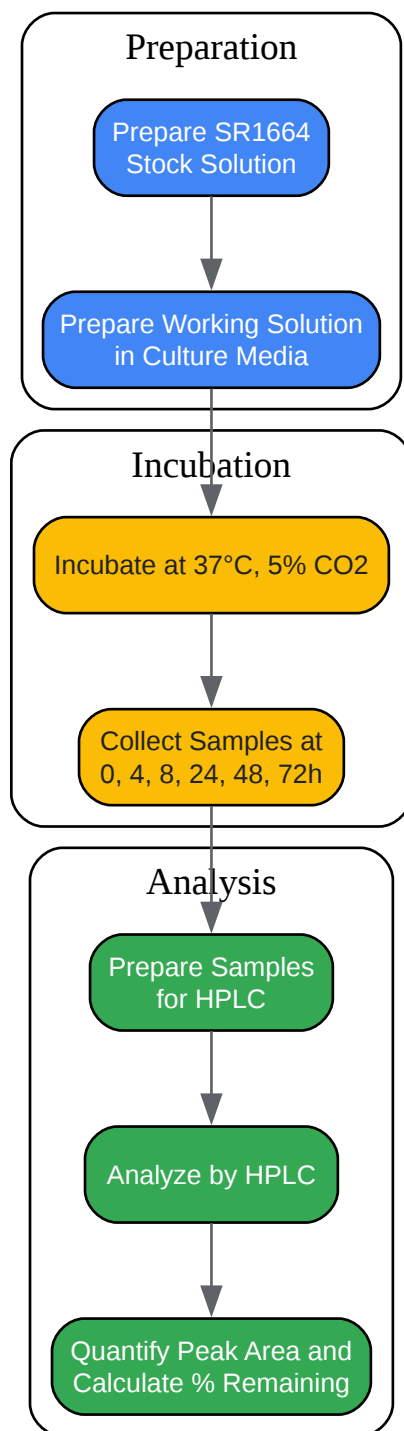 Preparation
Prepare SR1664
Stock Solution
Prepare Working Solution
in Culture Media
Incubation
Incubate at 37°C, 5% CO2
Collect Samples at
0, 4, 8, 24, 48, 72h
Analysis
Prepare Samples
for HPLC
Analyze by HPLC
Quantify Peak Area and
Calculate % Remaining